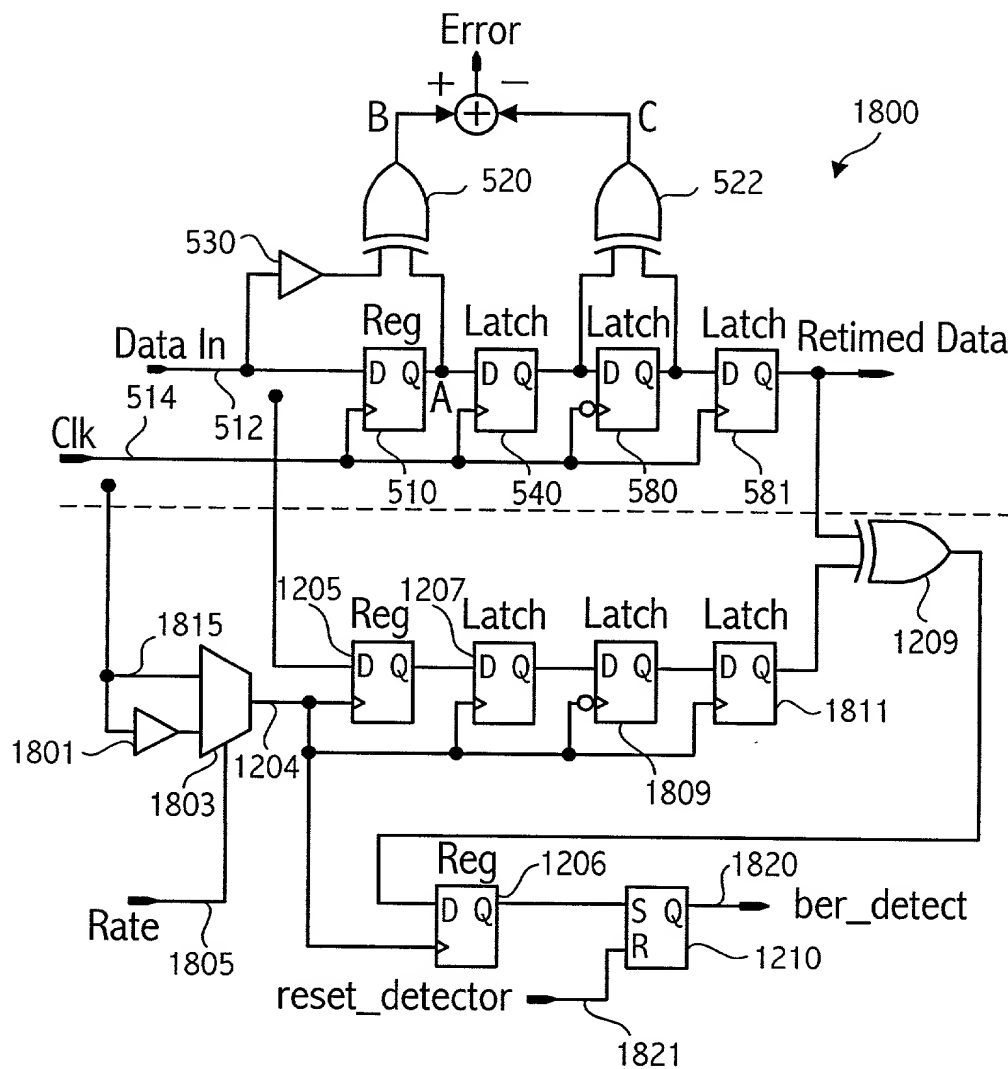 Error
+ −
B + C
1800
520 522
530
Reg Latch Latch Latch
Data In D Q D Q D Q D Q Retimed Data
A
514 512
Clk
510 540 580 581
1205 1207
Reg Latch Latch
1209
1815
D Q D Q D Q D Q
1811
1801 1204
1803 1809
Reg 1206 1820
D Q S Q ber_detect
R
Rate 1805 1210
reset_detector
1821